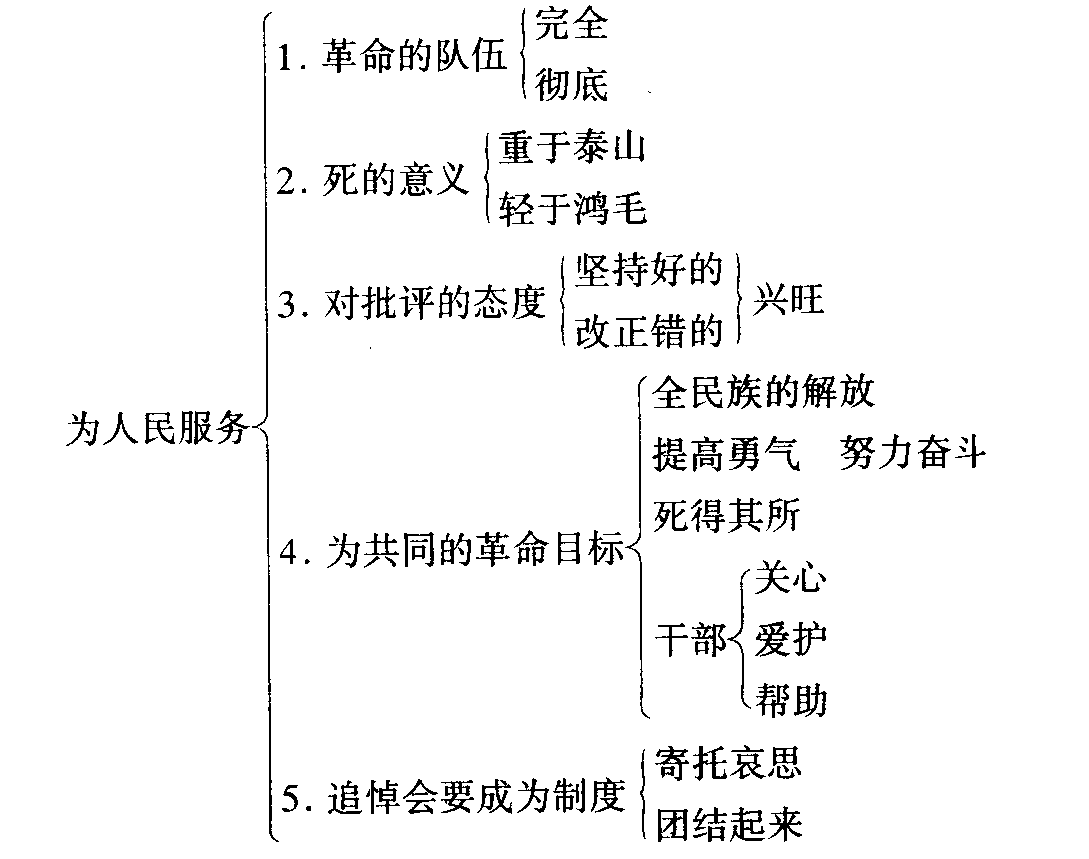 为人民服务
1. 革命的队伍
完全
彻底
2. 死的意义
重于泰山
轻于鸿毛
3. 对批评的态度
坚持好的
改正错的
兴旺
4. 为共同的革命目标
全民族的解放
提高勇气 努力奋斗
死得其所
干部
关心
爱护
帮助
5. 追悼会要成为制度
寄托哀思
团结起来